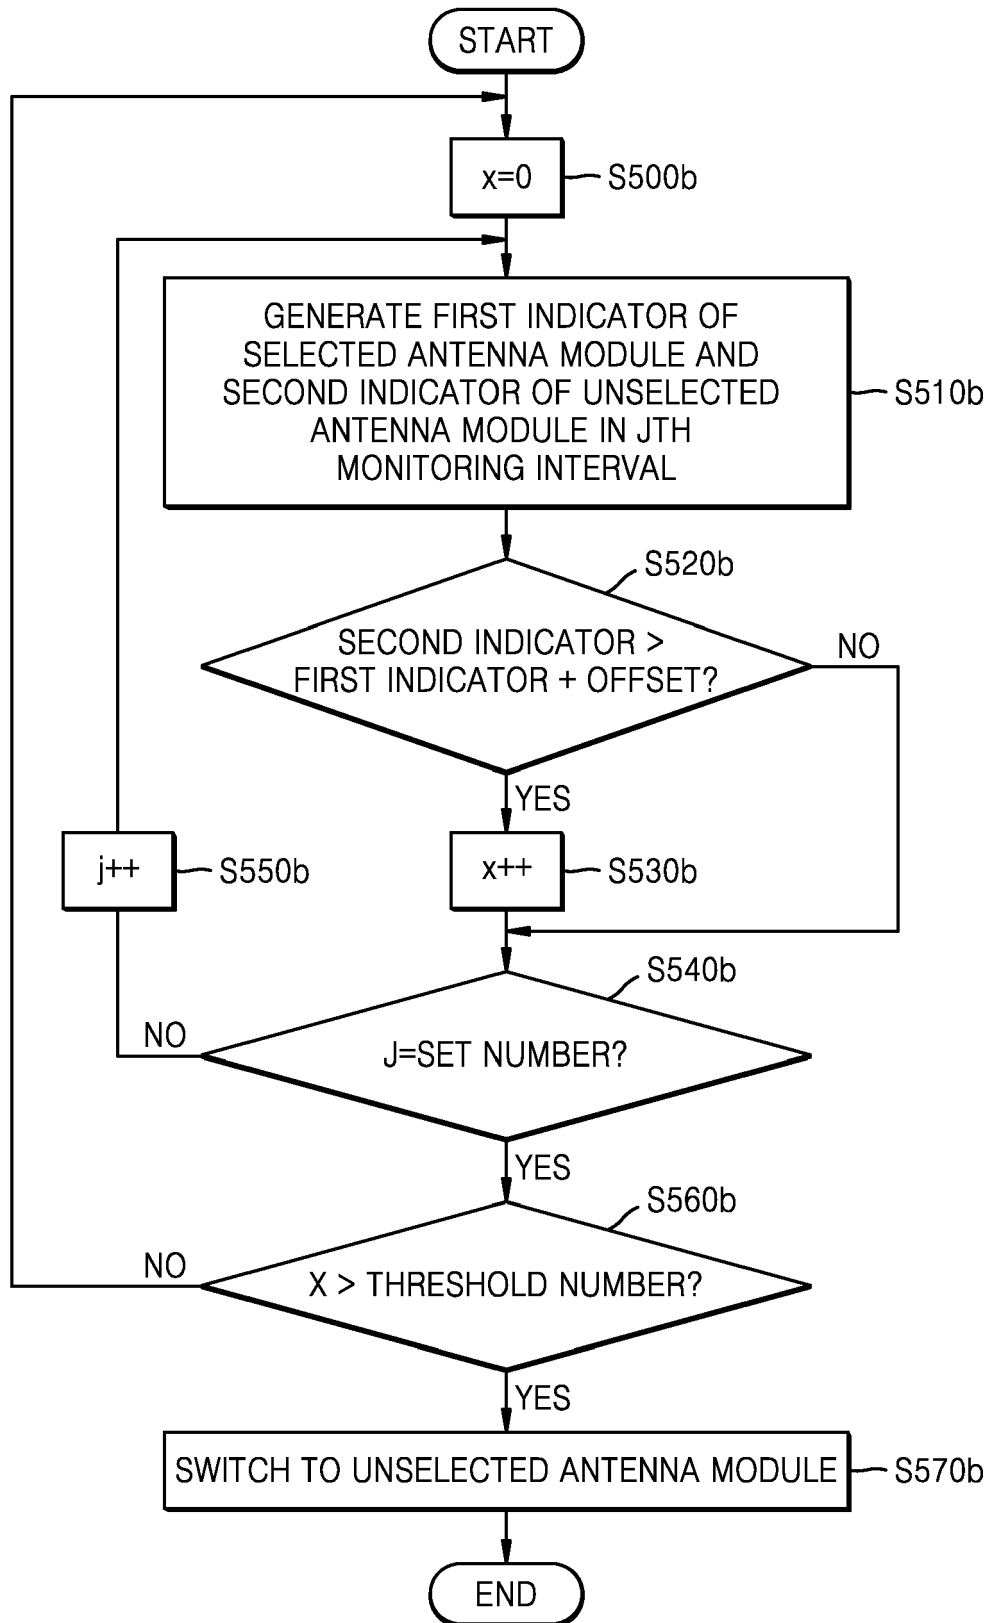 START
x=0
S500b
GENERATE FIRST INDICATOR OF
SELECTED ANTENNA MODULE AND
SECOND INDICATOR OF UNSELECTED
ANTENNA MODULE IN JTH
MONITORING INTERVAL
S510b
S520b
SECOND INDICATOR >
FIRST INDICATOR + OFFSET?
NO
YES
j++
S550b
x++
S530b
S540b
NO
J=SET NUMBER?
YES
S560b
NO
X > THRESHOLD NUMBER?
YES
SWITCH TO UNSELECTED ANTENNA MODULE
S570b
END